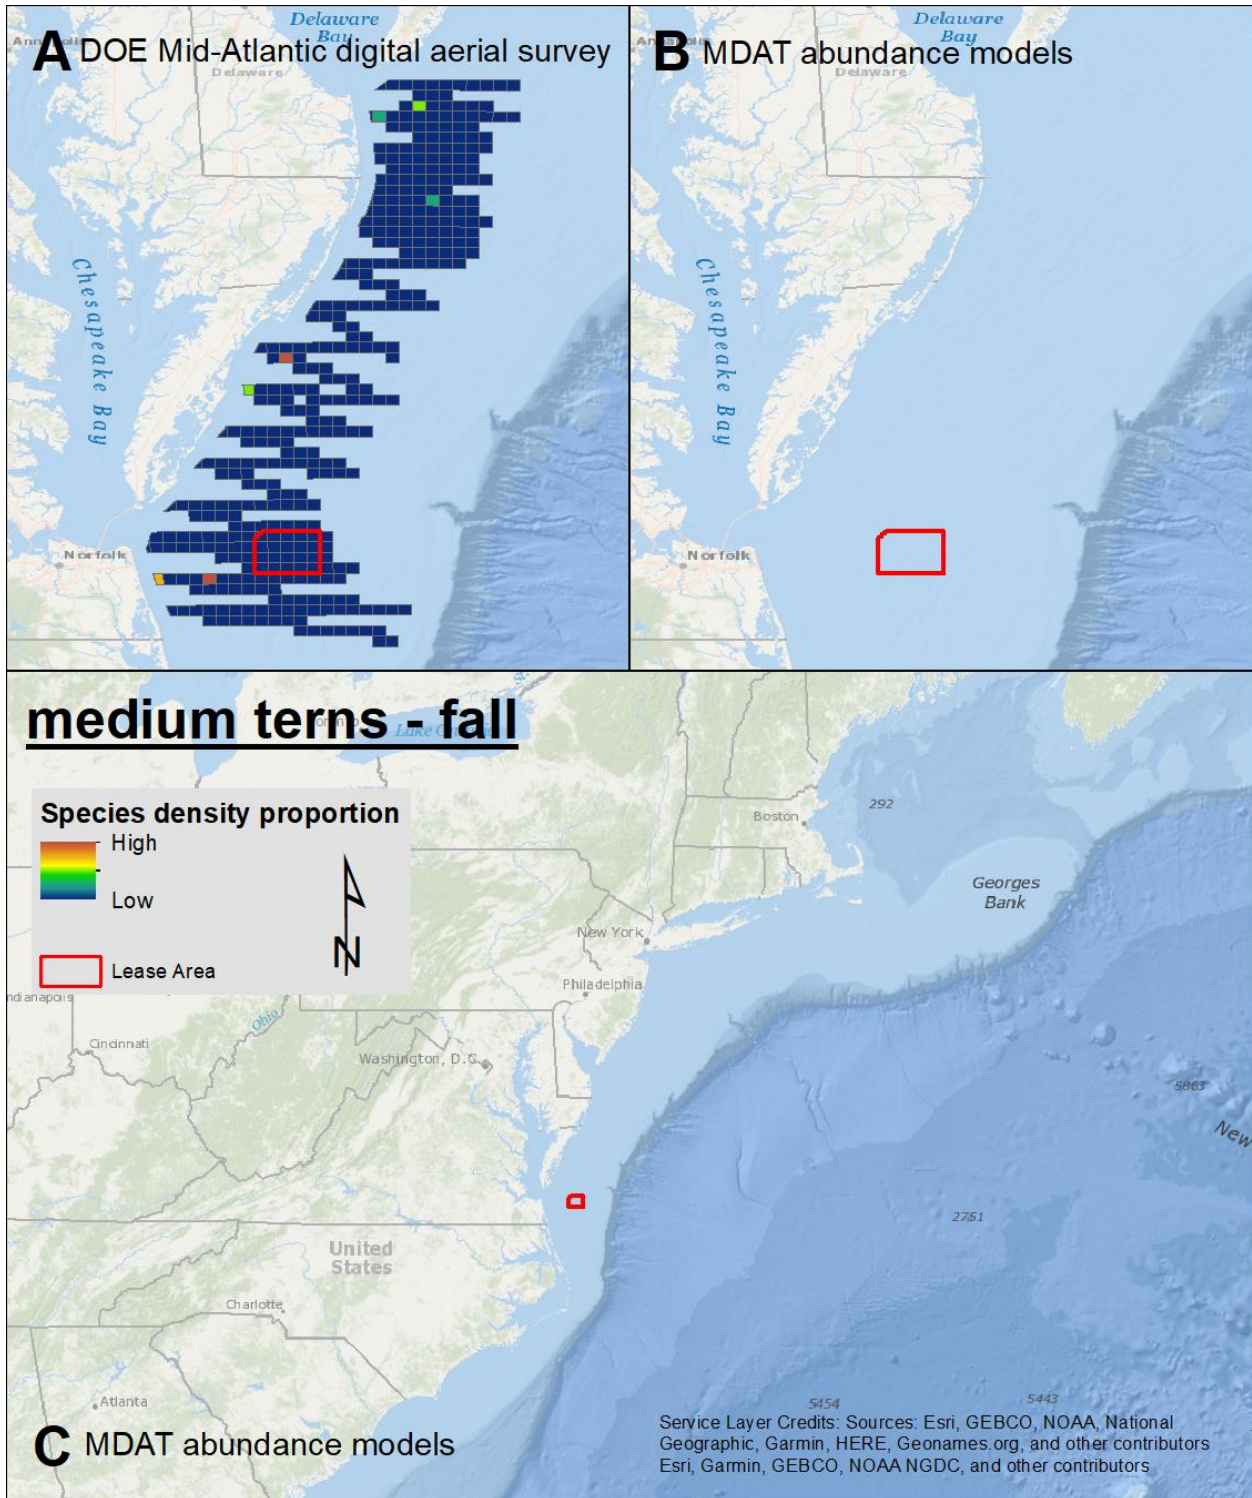 Delaware
Bay
A DOE Mid-Atlantic digital aerial survey
Delaware
Chesapeake Bay
Norfolk
Delaware
Bay
B MDAT abundance models
Delaware
Chesapeake Bay
Norfolk
medium terns - fall
Species density proportion
High
Low
N
Lease Area
292
Boston
Georges
Bank
New York
Philadelphia
ndianapolis
Ohio
Cincinnati
Washington, D.C.
5863
New
2751
United
States
Charlotte
Atlanta
5454
5443
C MDAT abundance models
Service Layer Credits: Sources: Esri, GEBCO, NOAA, National
Geographic, Garmin, HERE, Geonames.org, and other contributors
Esri, Garmin, GEBCO, NOAA NGDC, and other contributors